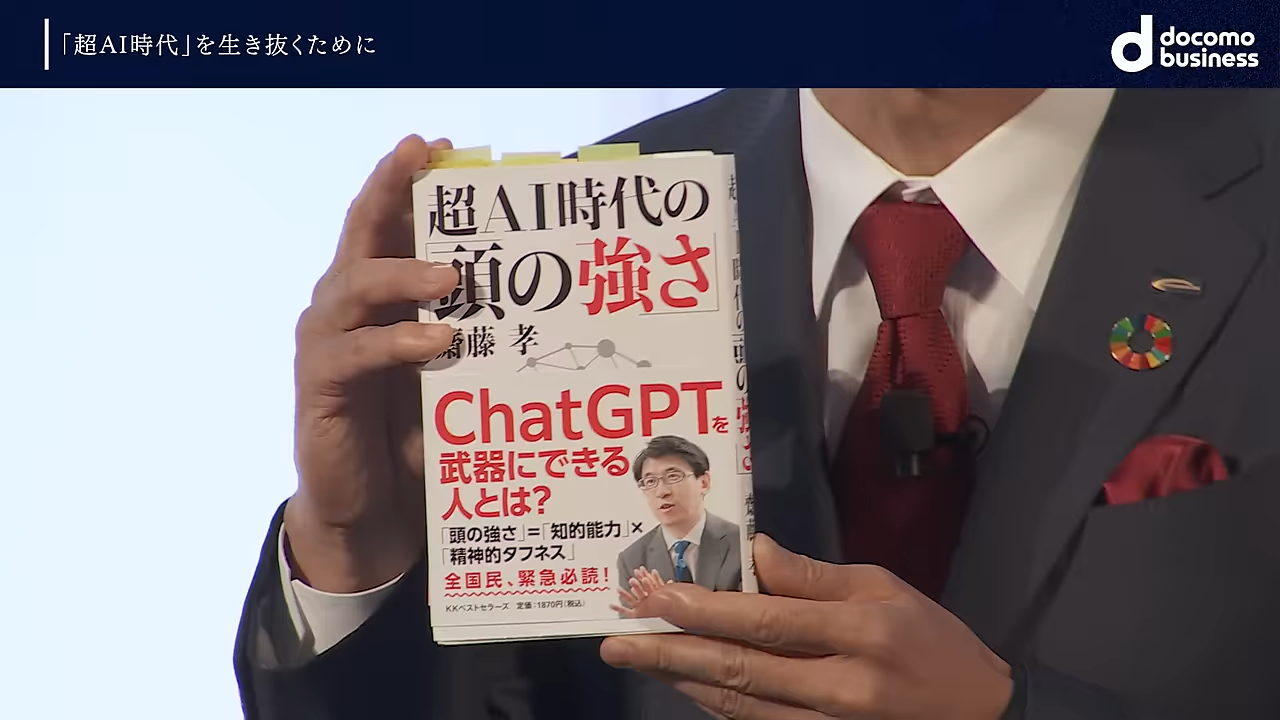 「超AI時代」を生き抜くために
docomo
business
超AI時代の
「頭の強さ」
齋藤 孝
ChatGPTを
武器にできる
人とは?
「頭の強さ」=「知的能力」×
「精神的タフネス」
全国民、緊急必読!
KKベストセラーズ 定価:1870円(税込)